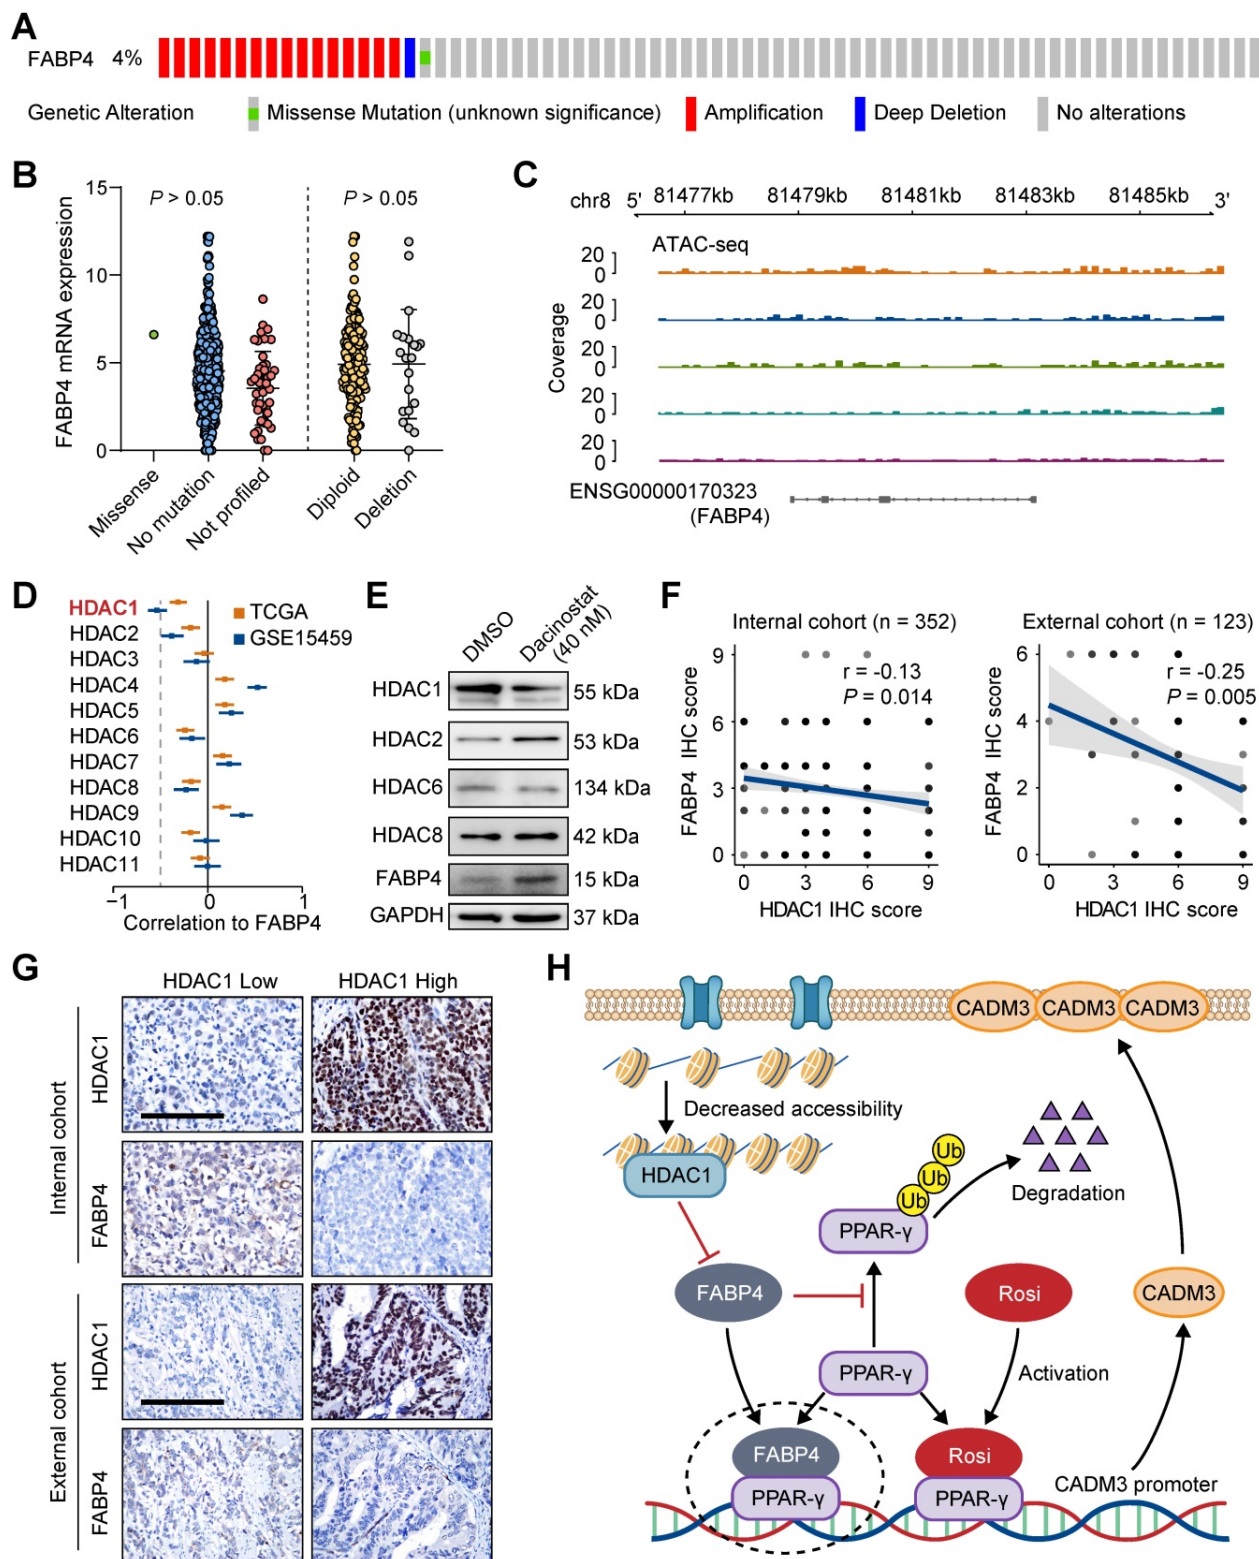 A
FABP4 4%
Genetic Alteration Missense Mutation (unknown significance) Amplification Deep Deletion No alterations
B
FABP4 mRNA expression
15
10
5
0
P > 0.05 P > 0.05
Missense
No mutation
Not profiled
Diploid
Deletion
C
chr8 5' 81477kb 81479kb 81481kb 81483kb 81485kb 3'
ATAC-seq
Coverage
20
0
20
0
20
0
20
0
20
0
ENSG00000170323
(FABP4)
D
TCGA
GSE15459
HDAC1
HDAC2
HDAC3
HDAC4
HDAC5
HDAC6
HDAC7
HDAC8
HDAC9
HDAC10
HDAC11
−1 0 1
Correlation to FABP4
E
DMSO
Dacinostat
(40 nM)
HDAC1 55 kDa
HDAC2 53 kDa
HDAC6 134 kDa
HDAC8 42 kDa
FABP4 15 kDa
GAPDH 37 kDa
F
Internal cohort (n = 352)
r = -0.13
P = 0.014
FABP4 IHC score
9
6
3
0
0 3 6 9
HDAC1 IHC score
External cohort (n = 123)
r = -0.25
P = 0.005
FABP4 IHC score
6
4
2
0
0 3 6 9
HDAC1 IHC score
G
HDAC1 Low HDAC1 High
Internal cohort
HDAC1
FABP4
External cohort
HDAC1
FABP4
H
CADM3 CADM3 CADM3
Decreased accessibility
HDAC1
Ub
Ub
Ub
PPAR-γ
Degradation
FABP4
Rosi
CADM3
PPAR-γ
Activation
FABP4
PPAR-γ
Rosi
PPAR-γ
CADM3 promoter